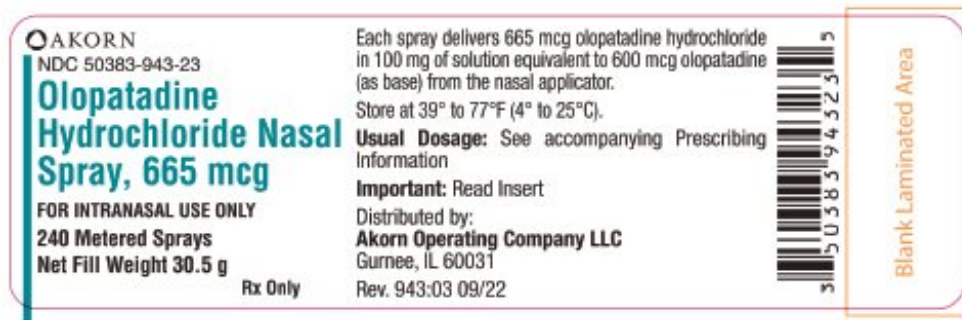 AKORN
NDC 50383-943-23
Olopatadine
Hydrochloride Nasal
Spray, 665 mcg
FOR INTRANASAL USE ONLY
240 Metered Sprays
Net Fill Weight 30.5 g
Rx Only
Each spray delivers 665 mcg olopatadine hydrochloride
in 100 mg of solution equivalent to 600 mcg olopatadine
(as base) from the nasal applicator.
Store at 39° to 77°F (4° to 25°C).
Usual Dosage: See accompanying Prescribing
Information
Important: Read Insert
Distributed by:
Akorn Operating Company LLC
Gurnee, IL 60031
Rev. 943:03 09/22
3 50383 94323 5
Blank Laminated Area